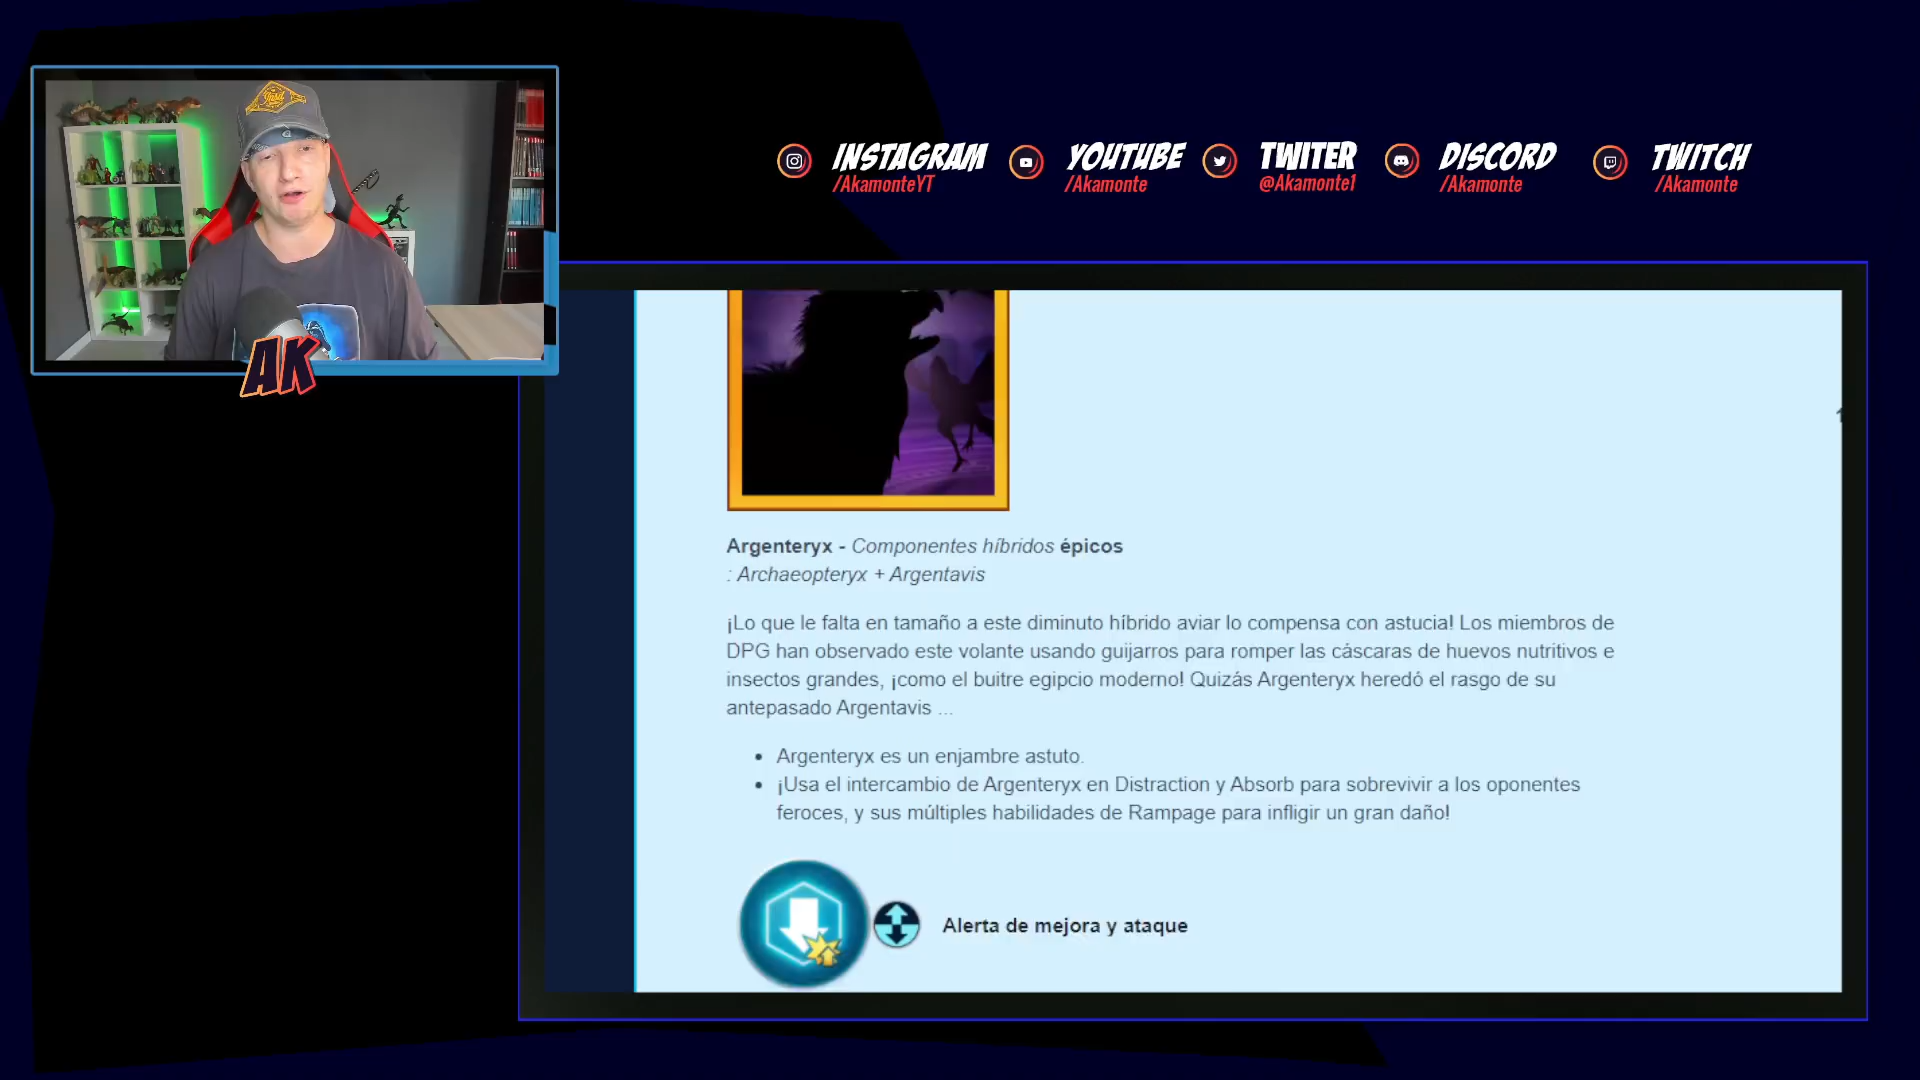 INSTAGRAM
/AkamonteYT
YOUTUBE
/Akamonte
TWITER
@Akamonte1
DISCORD
/Akamonte
TWITCH
/Akamonte
AK
Argenteryx - Componentes híbridos épicos
: Archaeopteryx + Argentavis
¡Lo que le falta en tamaño a este diminuto híbrido aviar lo compensa con astucia! Los miembros de
DPG han observado este volante usando guijarros para romper las cáscaras de huevos nutritivos e
insectos grandes, ¡como el buitre egipcio moderno! Quizás Argenteryx heredó el rasgo de su
antepasado Argentavis ...
Argenteryx es un enjambre astuto.
¡Usa el intercambio de Argenteryx en Distraction y Absorb para sobrevivir a los oponentes
feroces, y sus múltiples habilidades de Rampage para infligir un gran daño!
Alerta de mejora y ataque